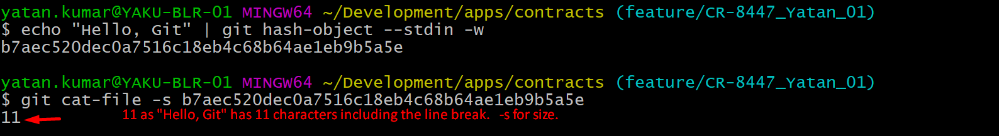 yatan.kumar@YAKU-BLR-01 MINGW64 ~/Development/apps/contracts (feature/CR-8447_Yatan_01)
$ echo "Hello, Git" | git hash-object --stdin -w
b7aec520dec0a7516c18eb4c68b64ae1eb9b5a5e
yatan.kumar@YAKU-BLR-01 MINGW64 ~/Development/apps/contracts (feature/CR-8447_Yatan_01)
$ git cat-file -s b7aec520dec0a7516c18eb4c68b64ae1eb9b5a5e
11 11 as "Hello, Git" has 11 characters including the line break. -s for size.